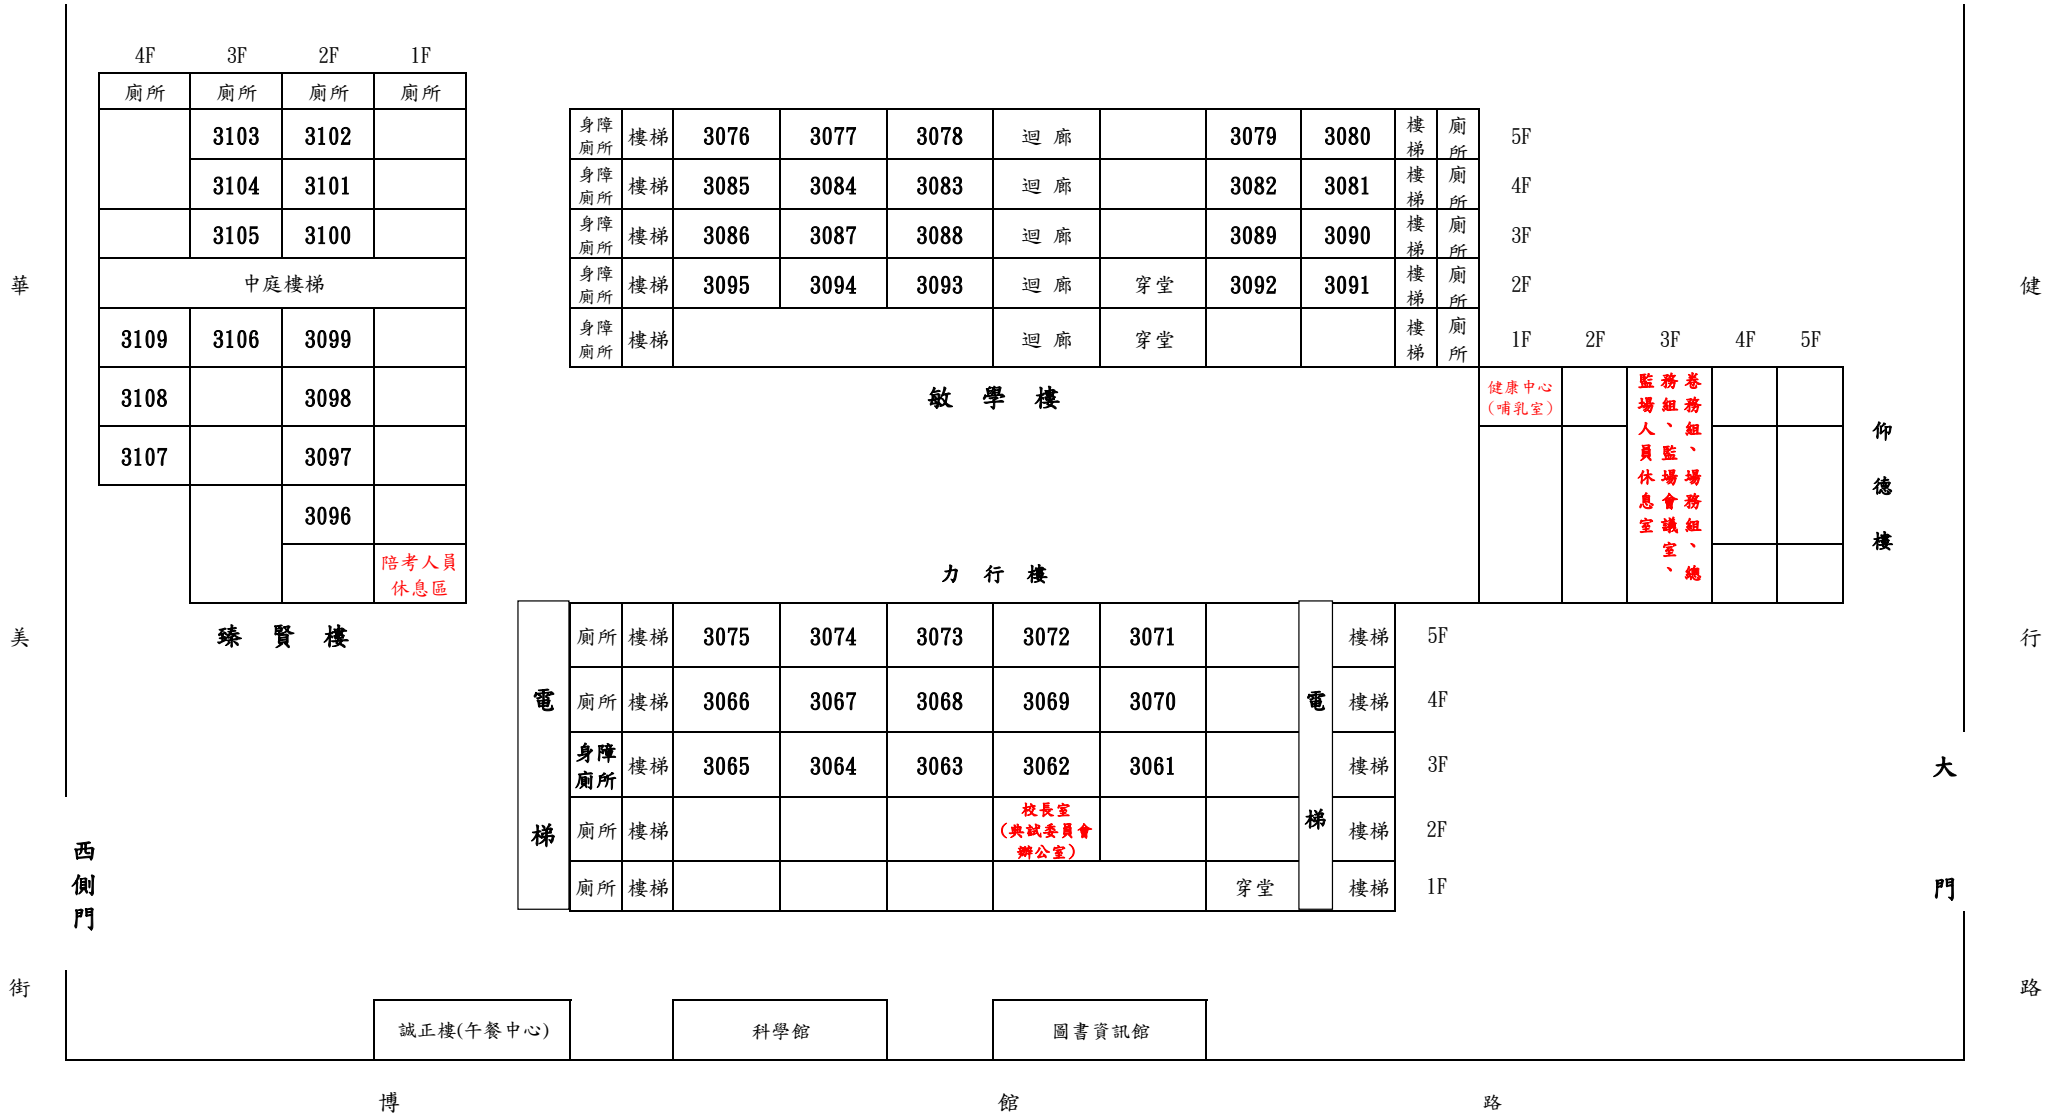 4F 3F 2F 1F
廁所 廁所 廁所 廁所
3103 3102
3104 3101
3105 3100
中庭樓梯
3109 3106 3099
3108 3098
3107 3097
3096
陪考人員
休息區
臻賢樓
身障廁所 樓梯 3076 3077 3078 迴廊 3079 3080 樓梯 廁所 5F
身障廁所 樓梯 3085 3084 3083 迴廊 3082 3081 樓梯 廁所 4F
身障廁所 樓梯 3086 3087 3088 迴廊 3089 3090 樓梯 廁所 3F
身障廁所 樓梯 3095 3094 3093 迴廊 穿堂 3092 3091 樓梯 廁所 2F
身障廁所 樓梯 迴廊 穿堂 樓梯 廁所 1F
敏學樓
2F 3F 4F 5F
健康中心
(哺乳室)
卷務組、場務組、總
務組、監場會議室、
監場人員休息室
仰德樓
力行樓
電梯
廁所 樓梯 3075 3074 3073 3072 3071 樓梯 5F
廁所 樓梯 3066 3067 3068 3069 3070 樓梯 4F
身障廁所 樓梯 3065 3064 3063 3062 3061 樓梯 3F
廁所 樓梯 校長室(典試委員會辦公室) 樓梯 2F
廁所 樓梯 穿堂 樓梯 1F
電梯
華美街
西側門
健行路
大門
誠正樓(午餐中心) 科學館 圖書資訊館
博館路